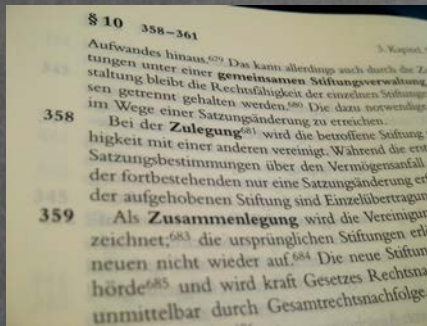 § 10 358–361
3. Kapitel.
Aufwandes hinaus.⁶⁷⁹ Das kann allerdings auch durch die Zu
tungen unter einer gemeinsamen Stiftungsverwaltung
staltung bleibt die Rechtsfähigkeit der einzelnen Stiftunge
sen getrennt gehalten werden.⁶⁸⁰ Die dazu notwendige
im Wege einer Satzungsänderung zu erreichen.
358 Bei der Zulegung⁶⁸¹ wird die betroffene Stiftung
higkeit mit einer anderen vereinigt. Während die erst
Satzungsbestimmungen über den Vermögensanfall
der fortbestehenden nur eine Satzungsänderung erf
der aufgehobenen Stiftung sind Einzelübertragun
359 Als Zusammenlegung wird die Vereinigun
zeichnet;⁶⁸³ die ursprünglichen Stiftungen erl
neuen nicht wieder auf.⁶⁸⁴ Die neue Stiftun
hörde⁶⁸⁵ und wird kraft Gesetzes Rechtsna
unmittelbar durch Gesamtrechtsnachfolge.